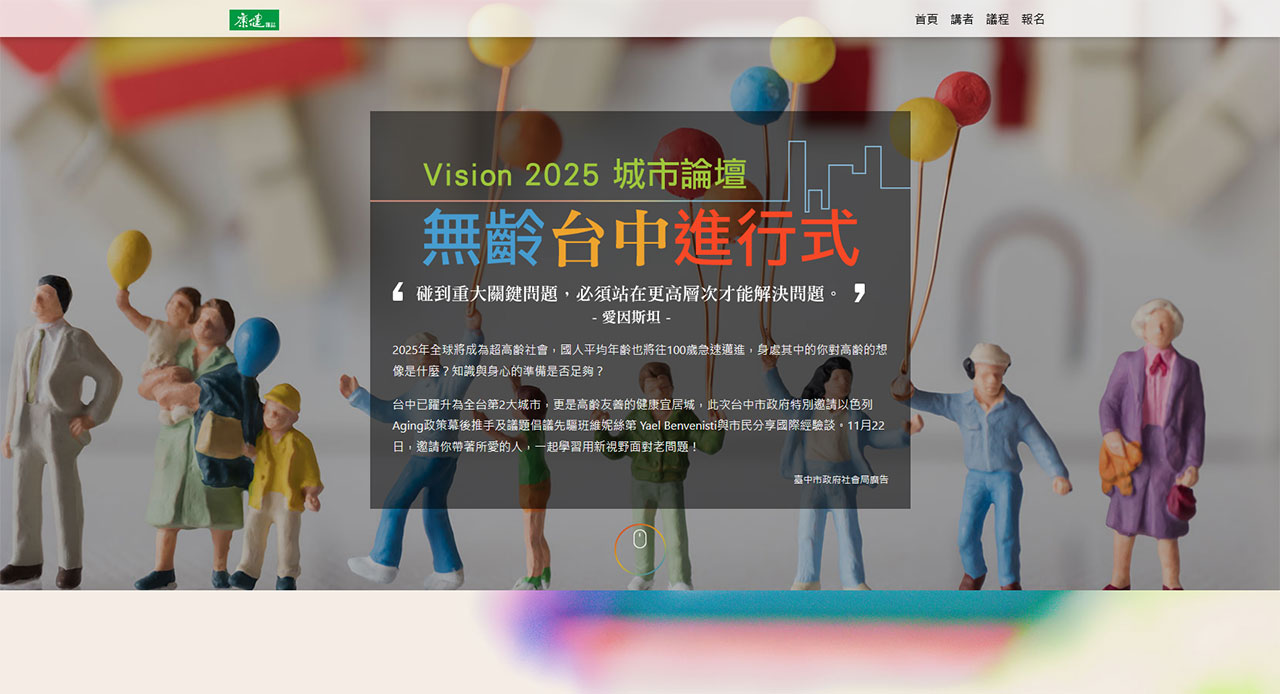 康健 雜誌
首頁 講者 議程 報名
Vision 2025 城市論壇
無齡台中進行式
❛ 碰到重大關鍵問題，必須站在更高層次才能解決問題。 ❜
- 愛因斯坦 -
2025年全球將成為超高齡社會，國人平均年齡也將往100歲急速邁進，身處其中的你對高齡的想
像是什麼？知識與身心的準備是否足夠？
台中已躍升為全台第2大城市，更是高齡友善的健康宜居城，此次台中市政府特別邀請以色列
Aging政策幕後推手及議題倡議先驅班維妮絲第 Yael Benvenisti與市民分享國際經驗談。11月22
日，邀請你帶著所愛的人，一起學習用新視野面對老問題！
臺中市政府社會局廣告